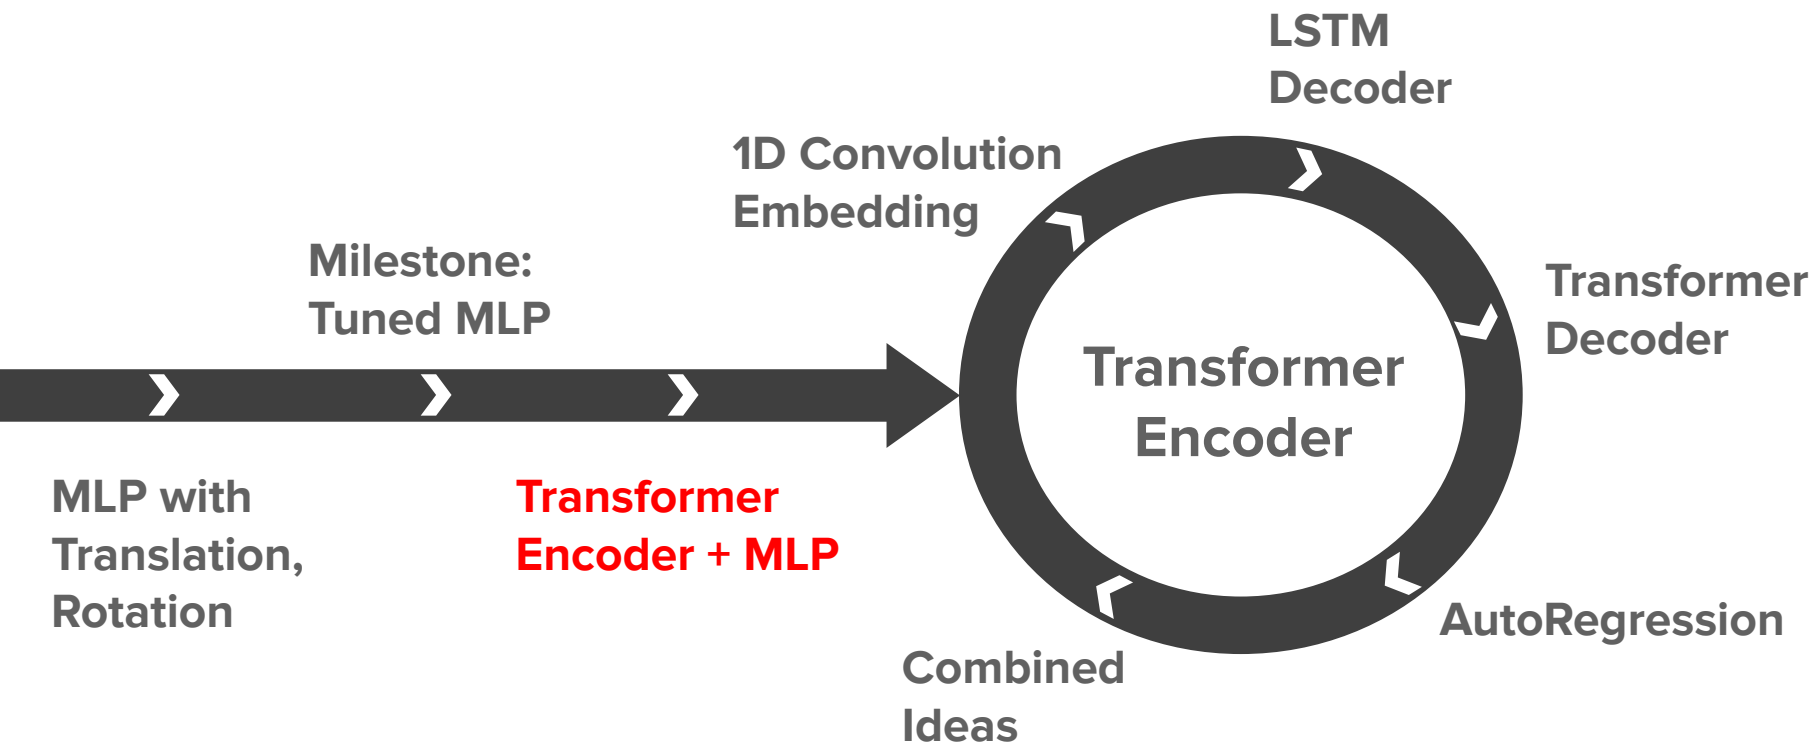 MLP with
Translation,
Rotation
Milestone:
Tuned MLP
Transformer
Encoder + MLP
1D Convolution
Embedding
LSTM
Decoder
Transformer
Decoder
AutoRegression
Combined
Ideas
Transformer
Encoder